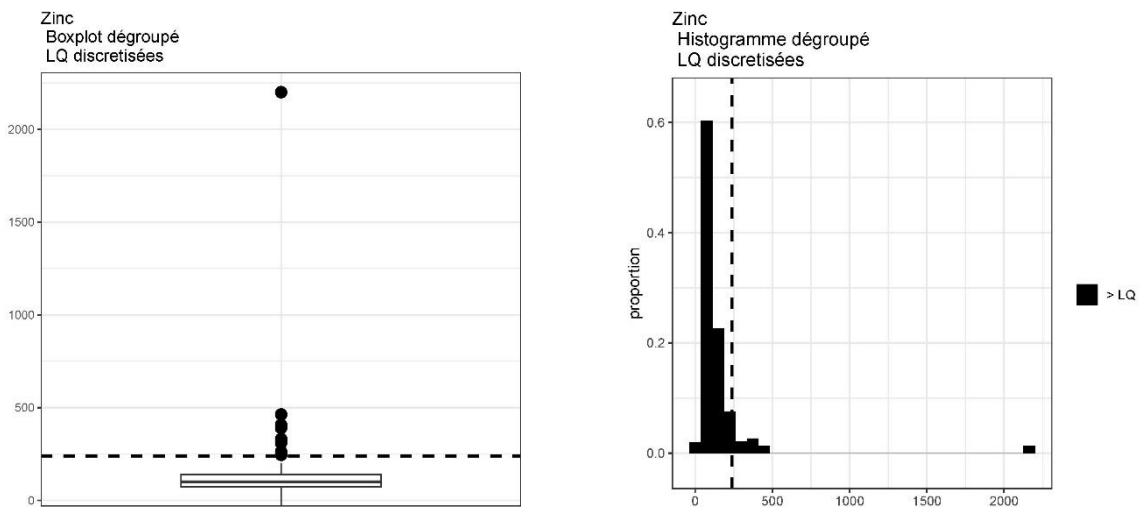 Zinc
Boxplot dégroupé
LQ discretisées
2000
1500
1000
500
0
Zinc
Histogramme dégroupé
LQ discretisées
proportion
0.6
0.4
0.2
0.0
0 500 1000 1500 2000
> LQ